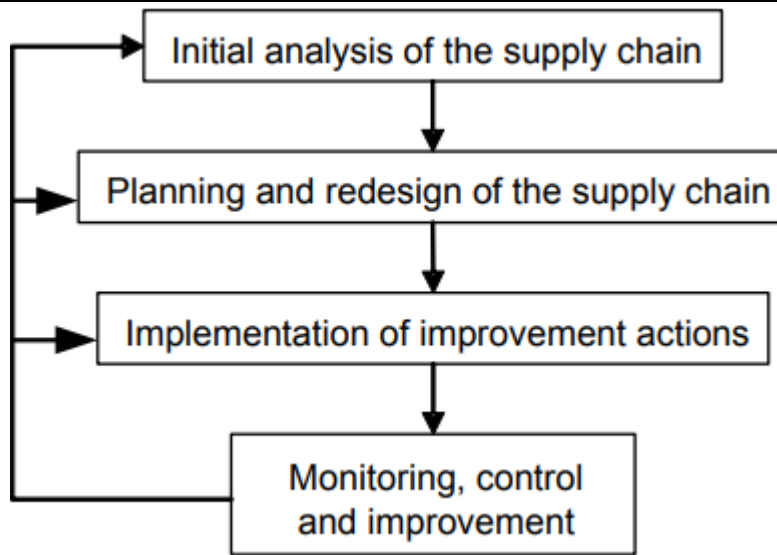 Initial analysis of the supply chain
Planning and redesign of the supply chain
Implementation of improvement actions
Monitoring, control
and improvement